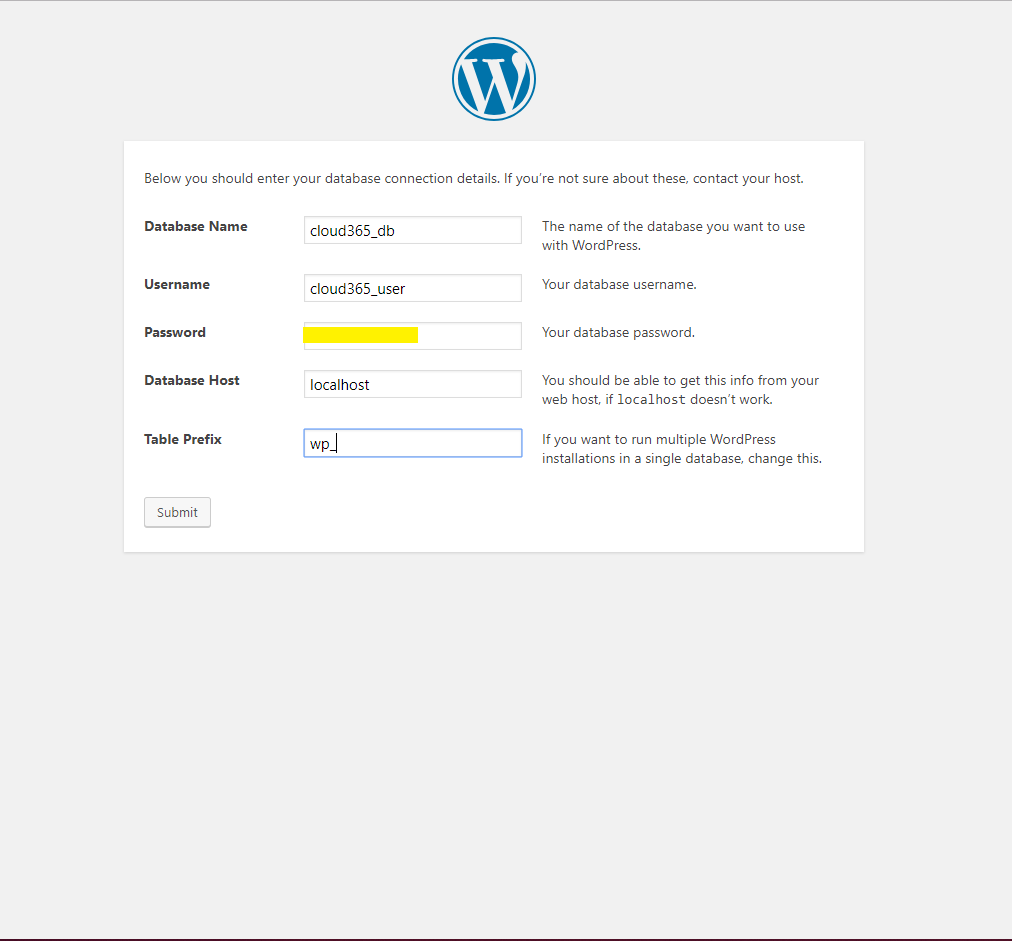 Below you should enter your database connection details. If you’re not sure about these, contact your host.
Database Name
cloud365_db
The name of the database you want to use
with WordPress.
Username
cloud365_user
Your database username.
Password
Your database password.
Database Host
localhost
You should be able to get this info from your
web host, if localhost doesn’t work.
Table Prefix
wp_
If you want to run multiple WordPress
installations in a single database, change this.
Submit